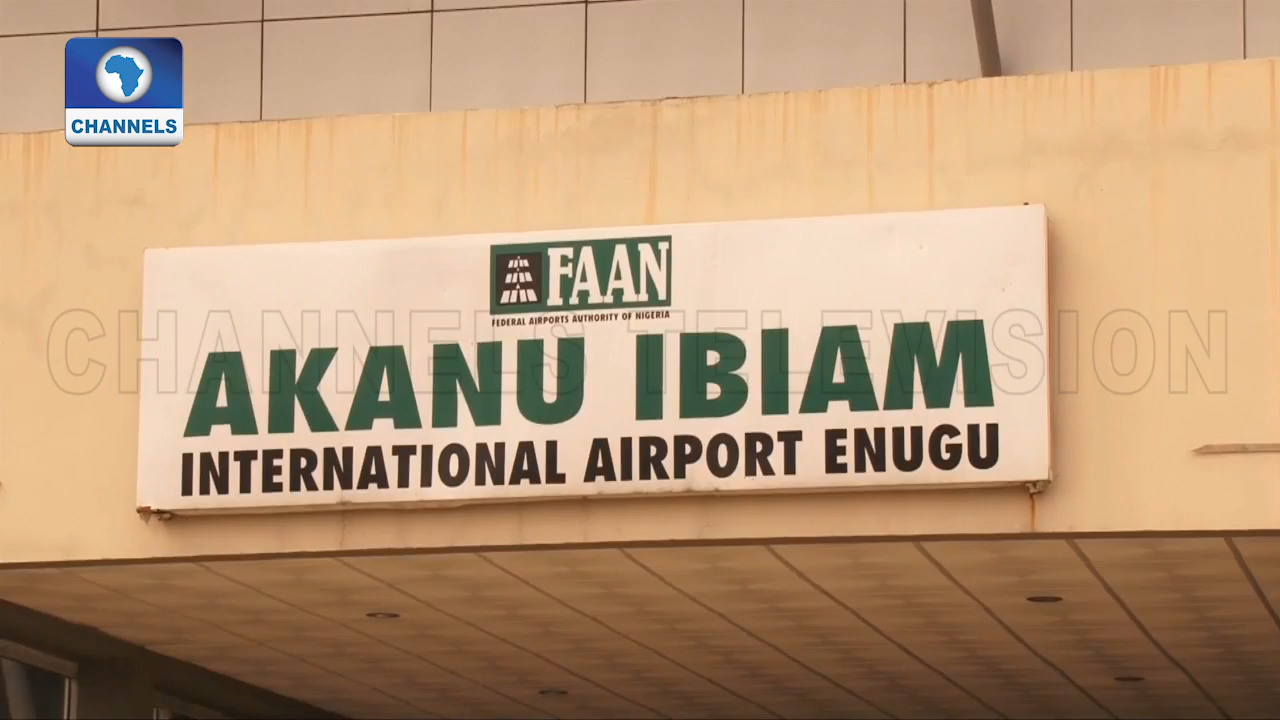 CHANNELS
FAAN
FEDERAL AIRPORTS AUTHORITY OF NIGERIA
CHANNELS TELEVISION
AKANU IBIAM
INTERNATIONAL AIRPORT ENUGU